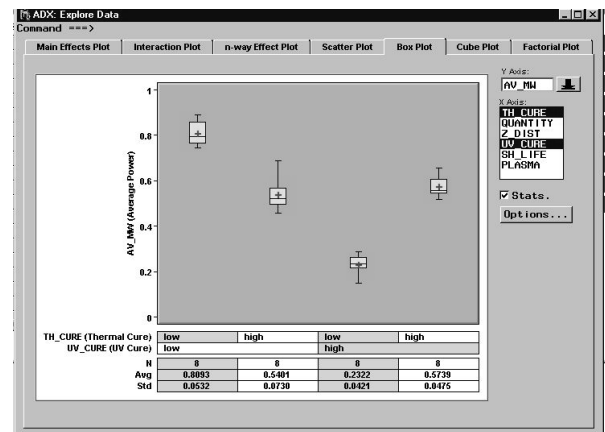 ADX: Explore Data
Command ===>
Main Effects Plot Interaction Plot n-way Effect Plot Scatter Plot Box Plot Cube Plot Factorial Plot
Y Axis:
AV_MW
X Axis:
TH_CURE
QUANTITY
Z_DIST
UV_CURE
SH_LIFE
PLASMA
Stats.
Options...
AV_MW (Average Power)
1
0.8
0.6
0.4
0.2
0
TH_CURE (Thermal Cure) low high low high
UV_CURE (UV Cure) low high
N 8 8 8 8
Avg 0.8093 0.5401 0.2322 0.5739
Std 0.0532 0.0730 0.0421 0.0475